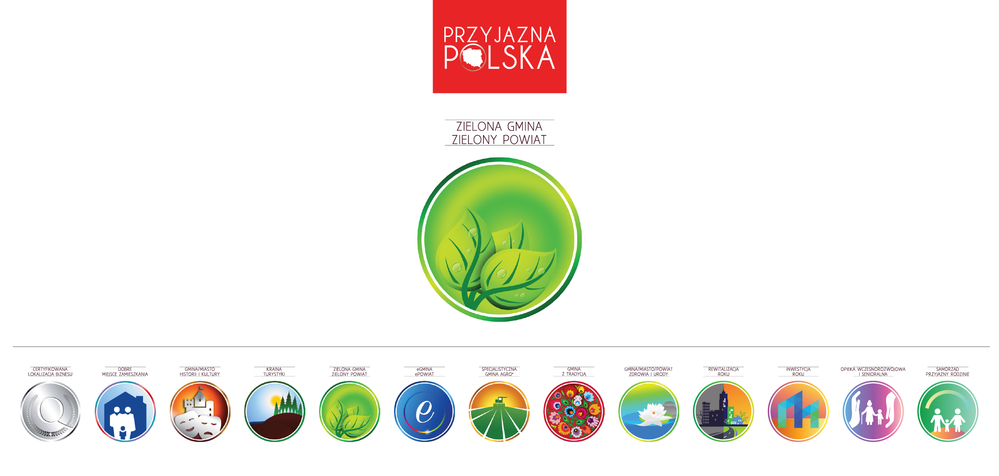 PRZYJAZNA
POLSKA
ZIELONA GMINA
ZIELONY POWIAT
CERTYFIKOWANA
LOKALIZACJA BIZNESU
DOBRE
MIEJSCE ZAMIESZKANIA
GMINA/MIASTO
HISTORII I KULTURY
KRAINA
TURYSTYKI
ZIELONA GMINA
ZIELONY POWIAT
eGMINA
ePOWIAT
SPECJALISTYCZNA
GMINA AGRO"
GMINA
Z TRADYCJĄ
GMINA/MIASTO/POWIAT
ZDROWIA I URODY
REWITALIZACJA
ROKU
INWESTYCJA
ROKU
OPIEKA WCZESNOROZWOJOWA
I SENIORALNA
SAMORZĄD
PRZYJAZNY RODZINIE
Q
e